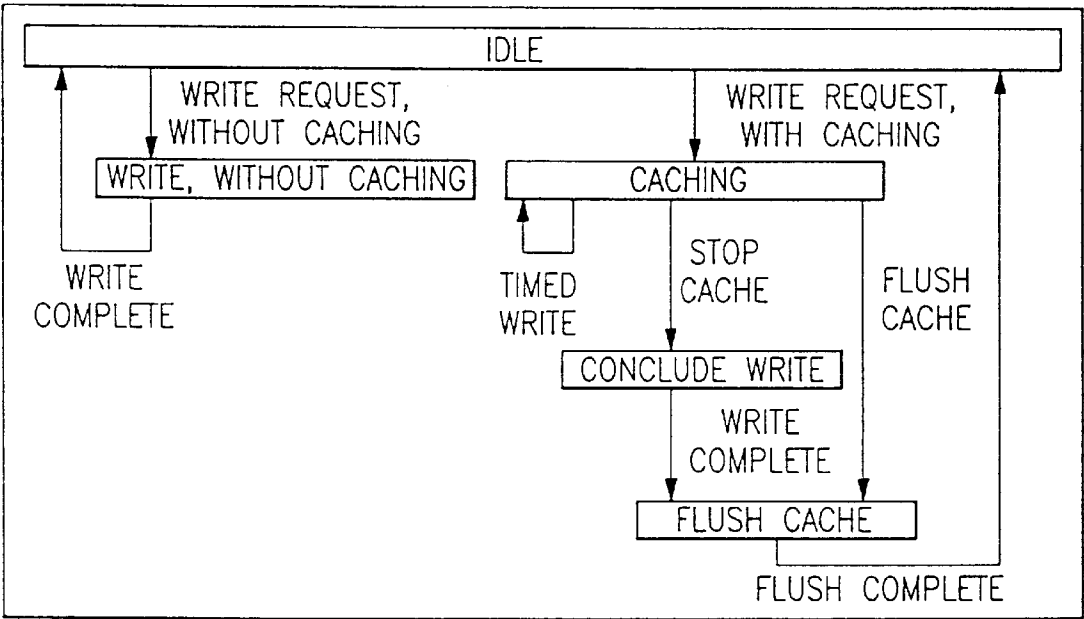 IDLE
WRITE REQUEST,
WITHOUT CACHING
WRITE REQUEST,
WITH CACHING
WRITE, WITHOUT CACHING
CACHING
WRITE
COMPLETE
TIMED
WRITE
STOP
CACHE
FLUSH
CACHE
CONCLUDE WRITE
WRITE
COMPLETE
FLUSH CACHE
FLUSH COMPLETE